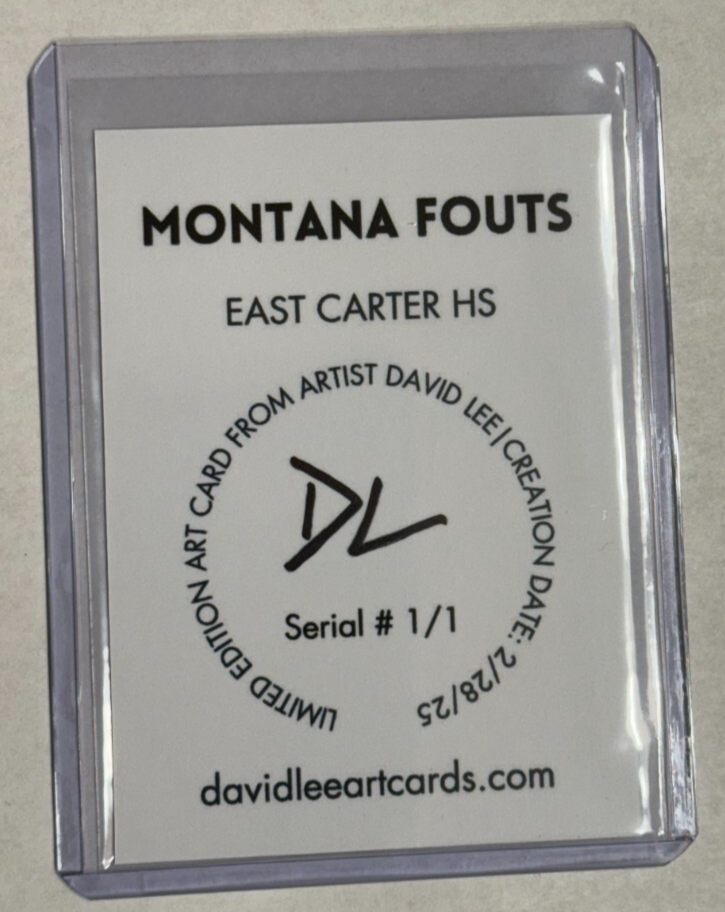 MONTANA FOUTS
EAST CARTER HS
LIMITED EDITION ART CARD FROM ARTIST DAVID LEE | CREATION DATE: 2/28/25
DL
Serial # 1/1
davidleeartcards.com